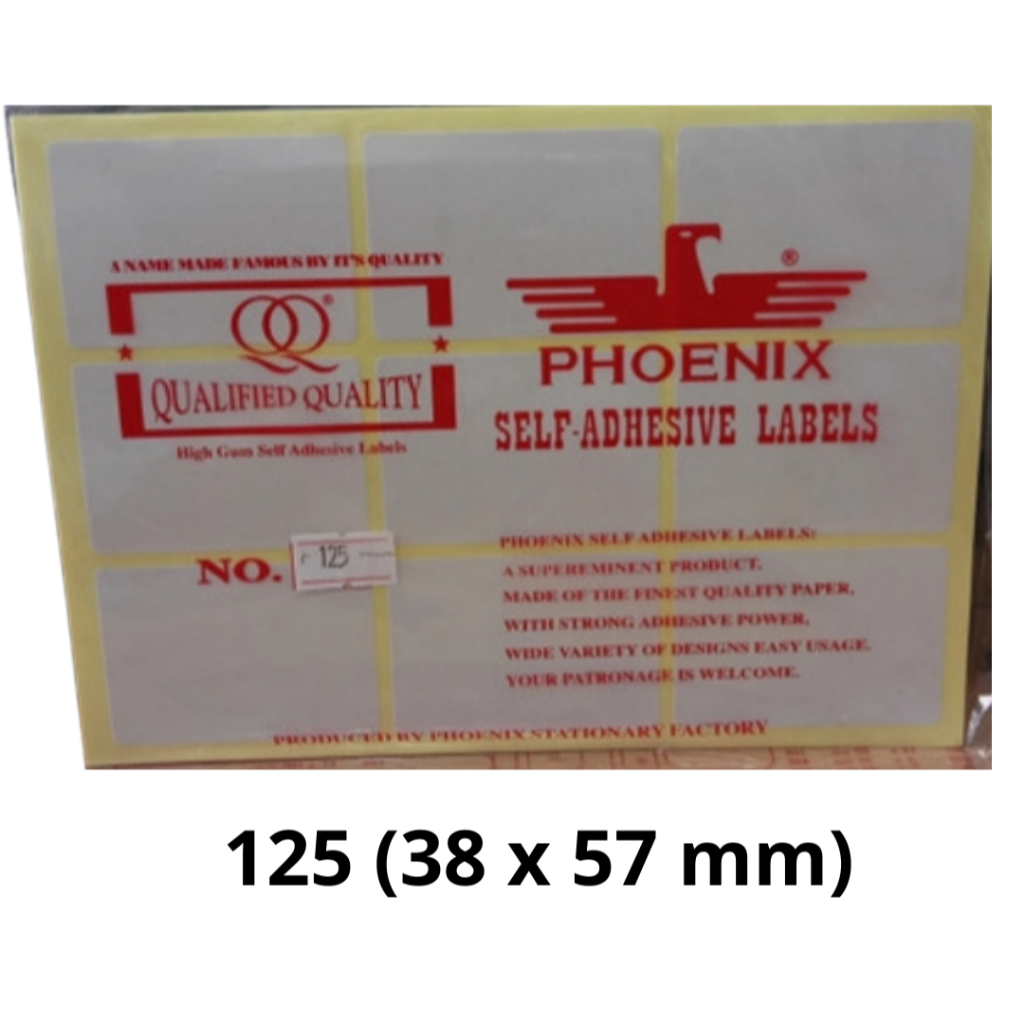 A NAME MADE FAMOUS BY IT'S QUALITY
QQ®
QUALIFIED QUALITY
High Gum Self Adhesive Labels
®
PHOENIX
SELF-ADHESIVE LABELS
NO. 125
PHOENIX SELF ADHESIVE LABELS:
A SUPEREMINENT PRODUCT.
MADE OF THE FINEST QUALITY PAPER,
WITH STRONG ADHESIVE POWER,
WIDE VARIETY OF DESIGNS EASY USAGE.
YOUR PATRONAGE IS WELCOME.
PRODUCED BY PHOENIX STATIONARY FACTORY
125 (38 x 57 mm)